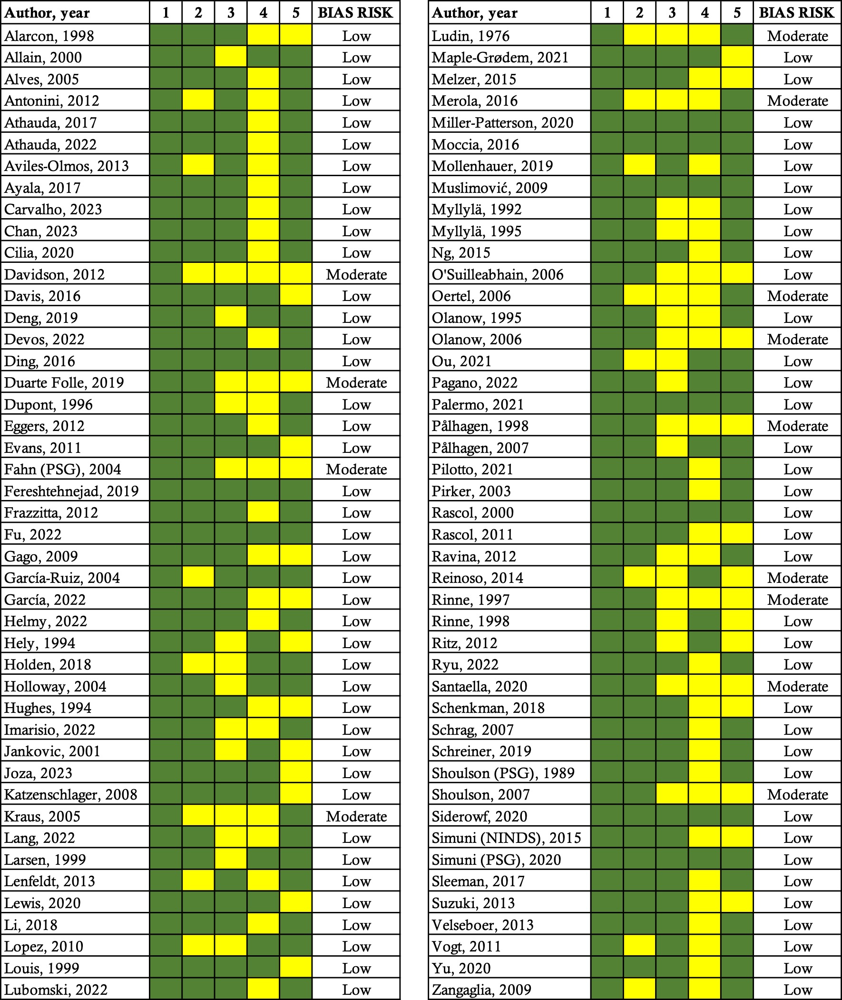 Author, year 1 2 3 4 5 BIAS RISK
Alarcon, 1998 Low
Allain, 2000 Low
Alves, 2005 Low
Antonini, 2012 Low
Athauda, 2017 Low
Athauda, 2022 Low
Aviles-Olmos, 2013 Low
Ayala, 2017 Low
Carvalho, 2023 Low
Chan, 2023 Low
Cilia, 2020 Low
Davidson, 2012 Moderate
Davis, 2016 Low
Deng, 2019 Low
Devos, 2022 Low
Ding, 2016 Low
Duarte Folle, 2019 Moderate
Dupont, 1996 Low
Eggers, 2012 Low
Evans, 2011 Low
Fahn (PSG), 2004 Moderate
Fereshtehnejad, 2019 Low
Frazzitta, 2012 Low
Fu, 2022 Low
Gago, 2009 Low
García-Ruiz, 2004 Low
García, 2022 Low
Helmy, 2022 Low
Hely, 1994 Low
Holden, 2018 Low
Holloway, 2004 Low
Hughes, 1994 Low
Imarisio, 2022 Low
Jankovic, 2001 Low
Joza, 2023 Low
Katzenschlager, 2008 Low
Kraus, 2005 Moderate
Lang, 2022 Low
Larsen, 1999 Low
Lenfeldt, 2013 Low
Lewis, 2020 Low
Li, 2018 Low
Lopez, 2010 Low
Louis, 1999 Low
Lubomski, 2022 Low
Author, year 1 2 3 4 5 BIAS RISK
Ludin, 1976 Moderate
Maple-Grødem, 2021 Low
Melzer, 2015 Low
Merola, 2016 Moderate
Miller-Patterson, 2020 Low
Moccia, 2016 Low
Mollenhauer, 2019 Low
Muslimović, 2009 Low
Myllylä, 1992 Low
Myllylä, 1995 Low
Ng, 2015 Low
O'Suilleabhain, 2006 Low
Oertel, 2006 Moderate
Olanow, 1995 Low
Olanow, 2006 Moderate
Ou, 2021 Low
Pagano, 2022 Low
Palermo, 2021 Low
Pålhagen, 1998 Moderate
Pålhagen, 2007 Low
Pilotto, 2021 Low
Pirker, 2003 Low
Rascol, 2000 Low
Rascol, 2011 Low
Ravina, 2012 Low
Reinoso, 2014 Moderate
Rinne, 1997 Moderate
Rinne, 1998 Low
Ritz, 2012 Low
Ryu, 2022 Low
Santaella, 2020 Moderate
Schenkman, 2018 Low
Schrag, 2007 Low
Schreiner, 2019 Low
Shoulson (PSG), 1989 Low
Shoulson, 2007 Moderate
Siderowf, 2020 Low
Simuni (NINDS), 2015 Low
Simuni (PSG), 2020 Low
Sleeman, 2017 Low
Suzuki, 2013 Low
Velseboer, 2013 Low
Vogt, 2011 Low
Yu, 2020 Low
Zangaglia, 2009 Low